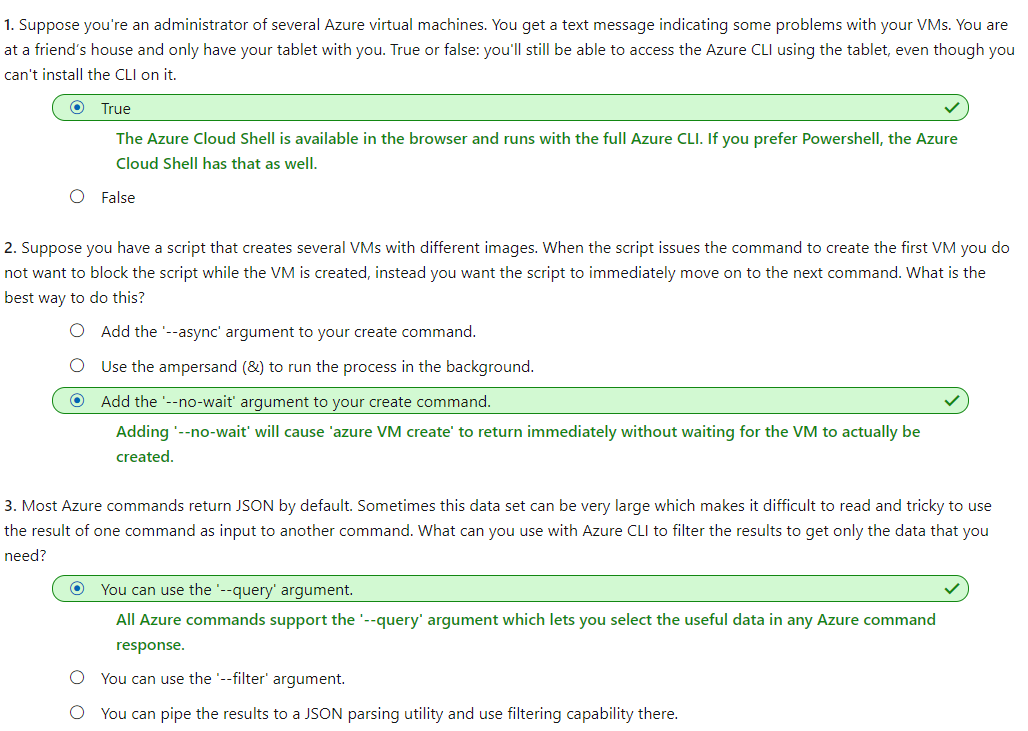 1. Suppose you're an administrator of several Azure virtual machines. You get a text message indicating some problems with your VMs. You are
at a friend's house and only have your tablet with you. True or false: you'll still be able to access the Azure CLI using the tablet, even though you
can't install the CLI on it.
True
The Azure Cloud Shell is available in the browser and runs with the full Azure CLI. If you prefer Powershell, the Azure
Cloud Shell has that as well.
False
2. Suppose you have a script that creates several VMs with different images. When the script issues the command to create the first VM you do
not want to block the script while the VM is created, instead you want the script to immediately move on to the next command. What is the
best way to do this?
Add the '--async' argument to your create command.
Use the ampersand (&) to run the process in the background.
Add the '--no-wait' argument to your create command.
Adding '--no-wait' will cause 'azure VM create' to return immediately without waiting for the VM to actually be
created.
3. Most Azure commands return JSON by default. Sometimes this data set can be very large which makes it difficult to read and tricky to use
the result of one command as input to another command. What can you use with Azure CLI to filter the results to get only the data that you
need?
You can use the '--query' argument.
All Azure commands support the '--query' argument which lets you select the useful data in any Azure command
response.
You can use the '--filter' argument.
You can pipe the results to a JSON parsing utility and use filtering capability there.